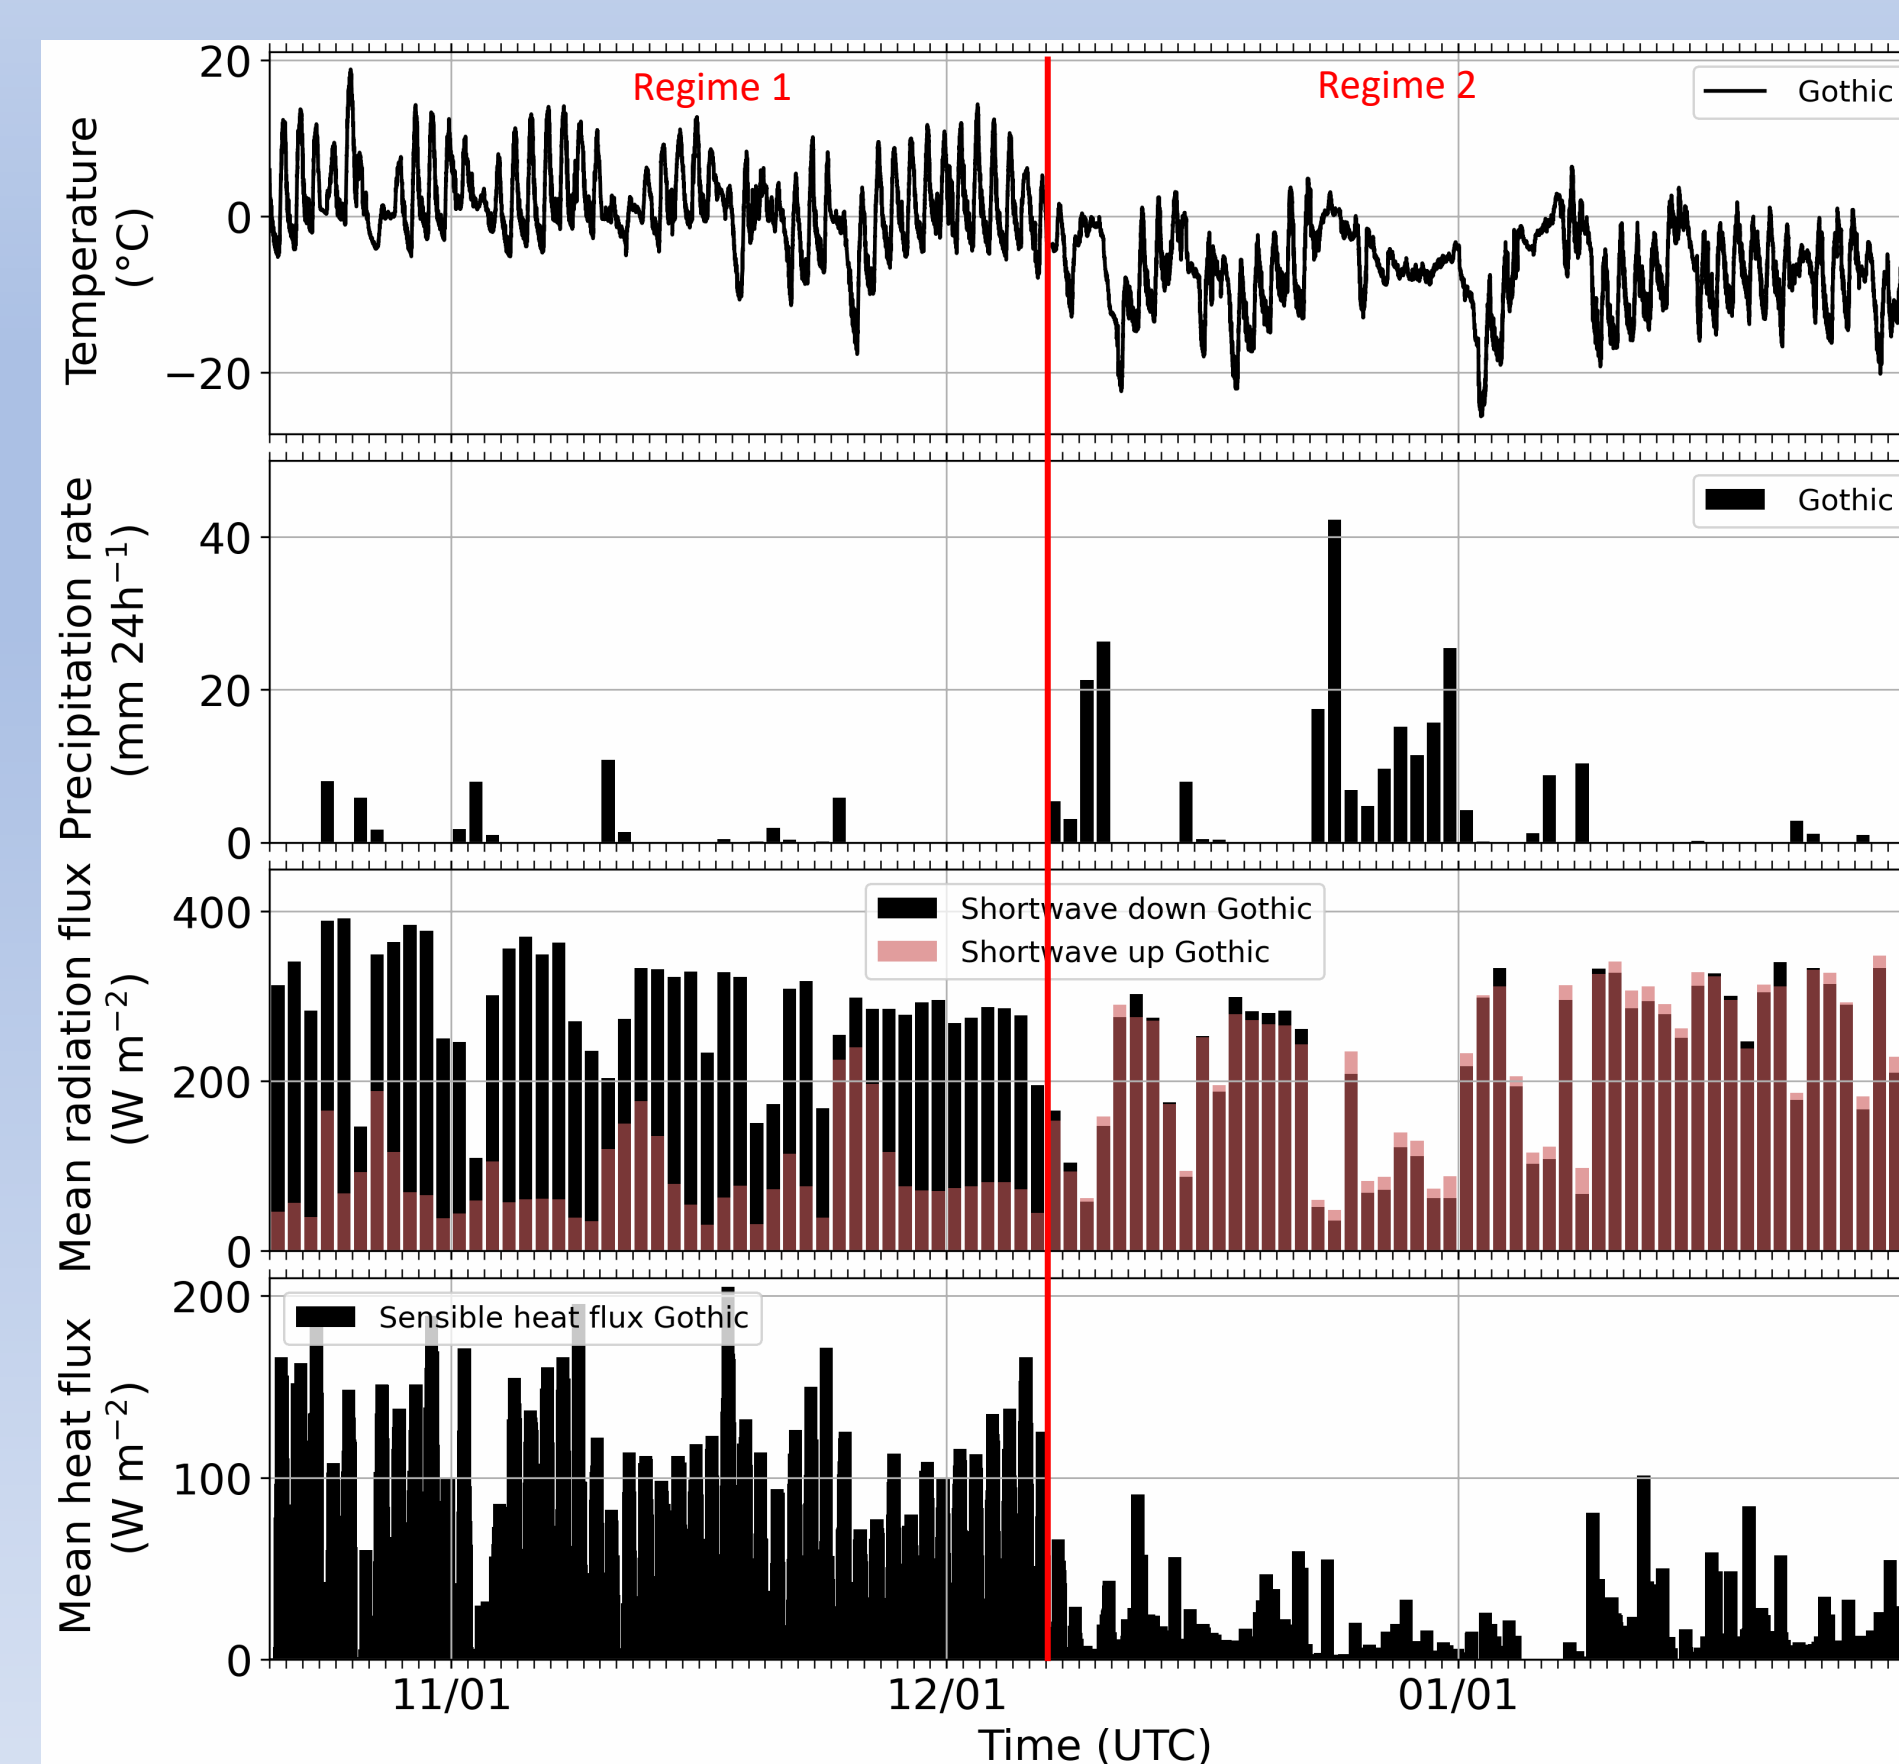 Regime 1
Regime 2
Gothic
20
0
−20
Temperature
(°C)
Gothic
40
20
0
Precipitation rate
(mm 24h⁻¹)
Shortwave down Gothic
Shortwave up Gothic
400
200
0
Mean radiation flux
(W m⁻²)
Sensible heat flux Gothic
200
100
0
Mean heat flux
(W m⁻²)
11/01
12/01
01/01
Time (UTC)